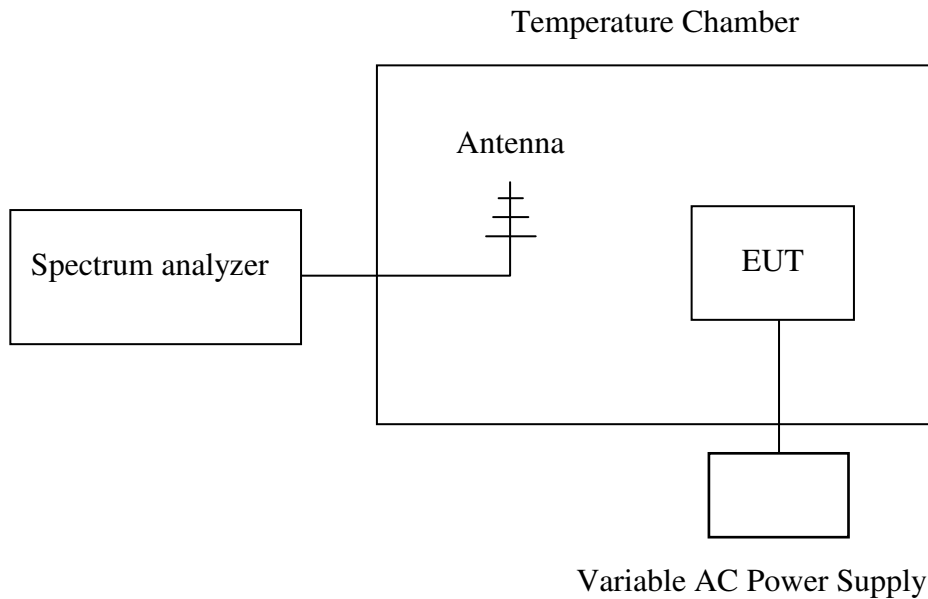 Temperature Chamber
Antenna
Spectrum analyzer
EUT
Variable AC Power Supply